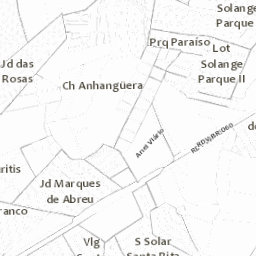 Solange
Parque
Prq Paraíso
Lot
Solange
Parque II
Jd das
Rosas
Ch Anhangüera
Anel Viário
Jd Marques
de Abreu
ranco
Vlg
S Solar
Santa Rita